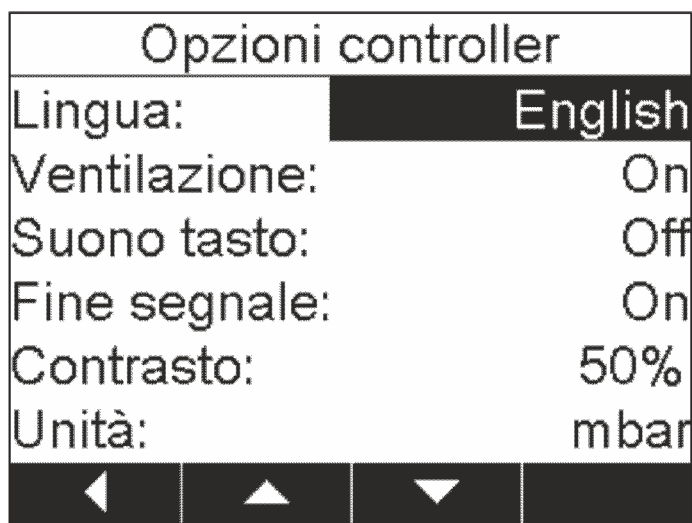 Opzioni controller
Lingua: English
Ventilazione: On
Suono tasto: Off
Fine segnale: On
Contrasto: 50%
Unità: mbar